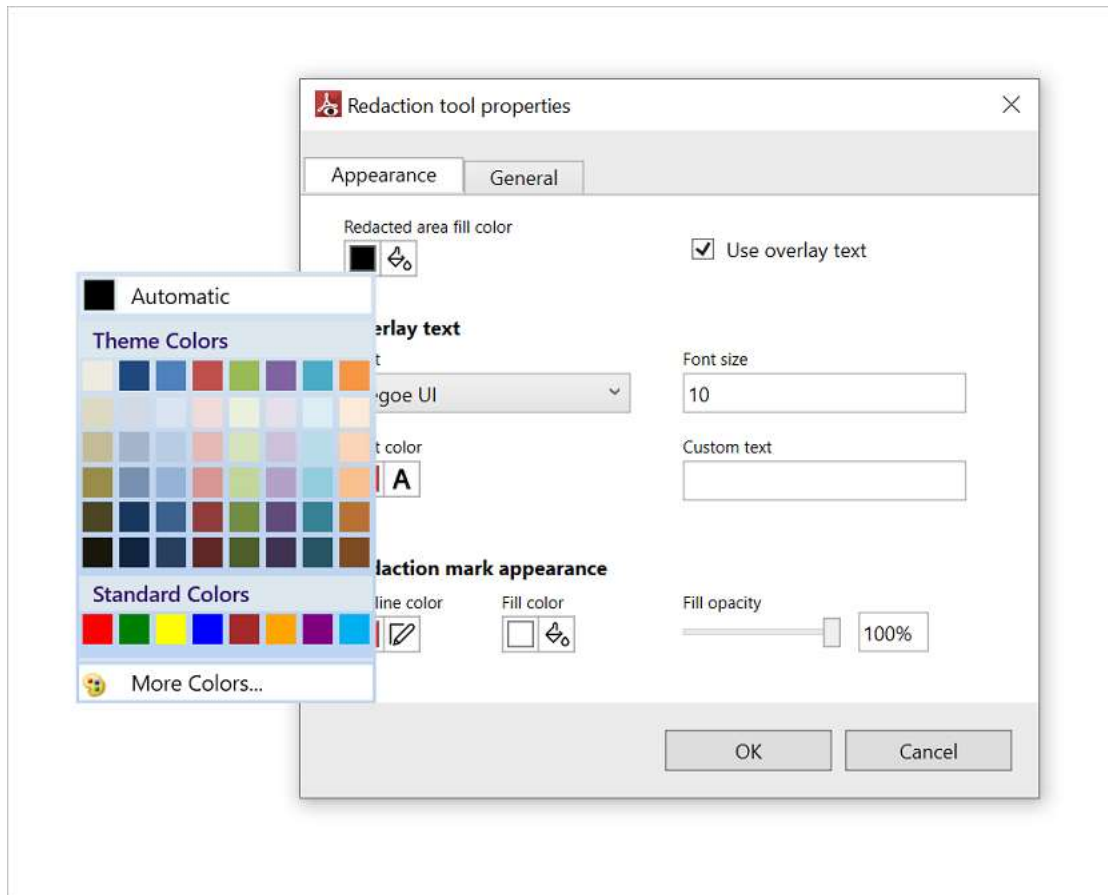 Redaction tool properties
Appearance
General
Redacted area fill color
Use overlay text
Automatic
Theme Colors
erlay text
t
Font size
egoe UI
10
t color
Custom text
A
daction mark appearance
Standard Colors
line color
Fill color
Fill opacity
100%
More Colors...
OK
Cancel